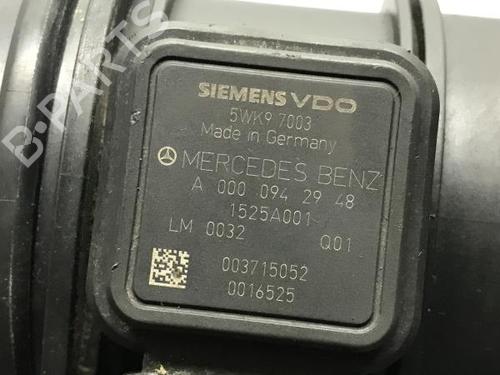 B-PARTS
SIEMENS VDO
5WK9 7003
Made in Germany
MERCEDES BENZ
A 000 094 29 48
1525A001
LM 0032 Q01
003715052
0016525